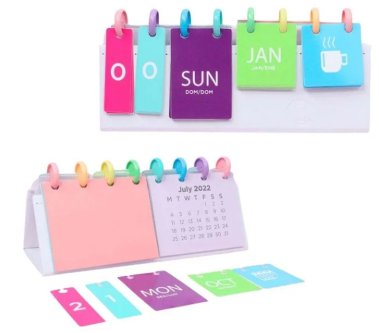 0
0
SUN
DOM/DOM
JAN
July 2022
M T W T F S S
1 2 3
4 5 6 7 8 9 10
11 12 13 14 15 16 17
18 19 20 21 22 23 24
25 26 27 28 29 30 31
2
1
MON
OCT